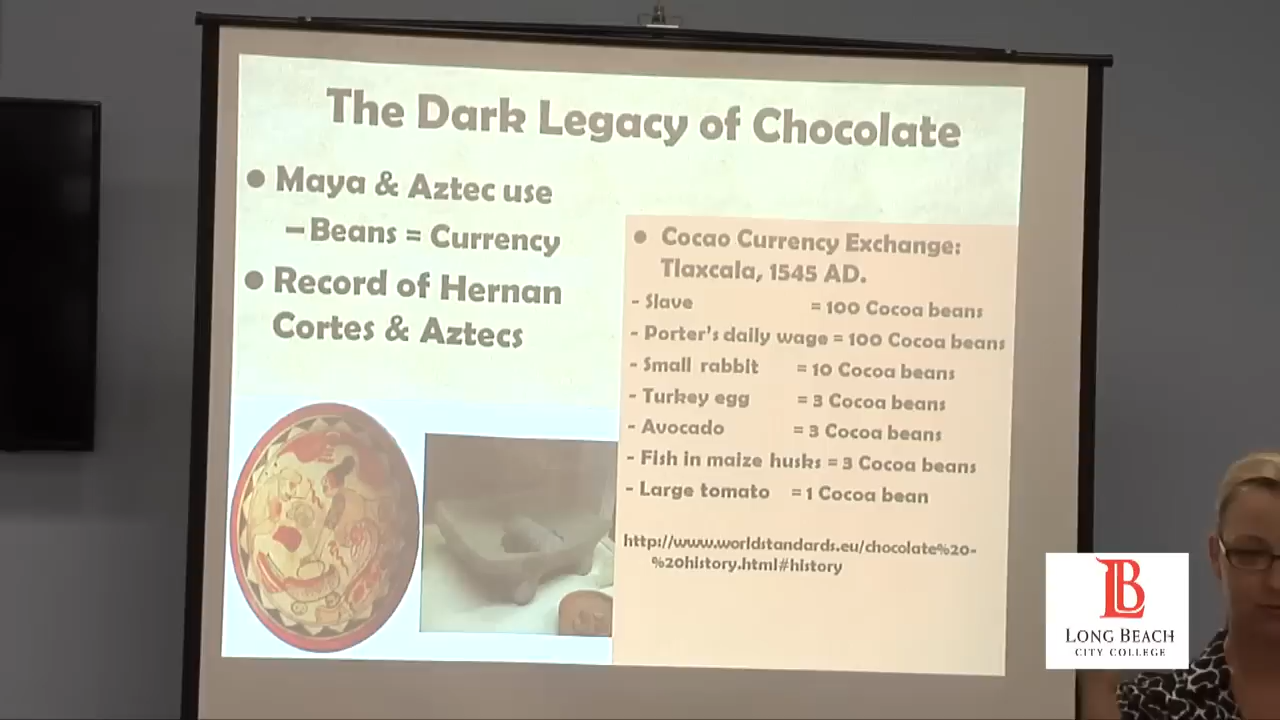 The Dark Legacy of Chocolate
● Maya & Aztec use
– Beans = Currency
● Record of Hernan
Cortes & Aztecs
● Cocao Currency Exchange:
Tlaxcala, 1545 AD.
- Slave = 100 Cocoa beans
- Porter's daily wage = 100 Cocoa beans
- Small rabbit = 10 Cocoa beans
- Turkey egg = 3 Cocoa beans
- Avocado = 3 Cocoa beans
- Fish in maize husks = 3 Cocoa beans
- Large tomato = 1 Cocoa bean
http://www.worldstandards.eu/chocolate%20-
%20history.html#history
LB
LONG BEACH
CITY COLLEGE